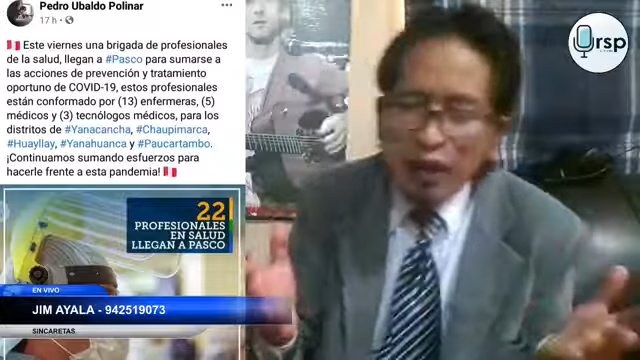 Pedro Ubaldo Polinar
17 h
Este viernes una brigada de profesionales
de la salud, llegan a #Pasco para sumarse a
las acciones de prevención y tratamiento
oportuno de COVID-19, estos profesionales
están conformado por (13) enfermeras, (5)
médicos y (3) tecnólogos médicos, para los
distritos de #Yanacancha, #Chaupimarca,
#Huayllay, #Yanahuanca y #Paucartambo.
¡Continuamos sumando esfuerzos para
hacerle frente a esta pandemia!
22
PROFESIONALES
EN SALUD
LLEGAN A PASCO
EN VIVO
JIM AYALA - 942519073
SINCARETAS
rsp